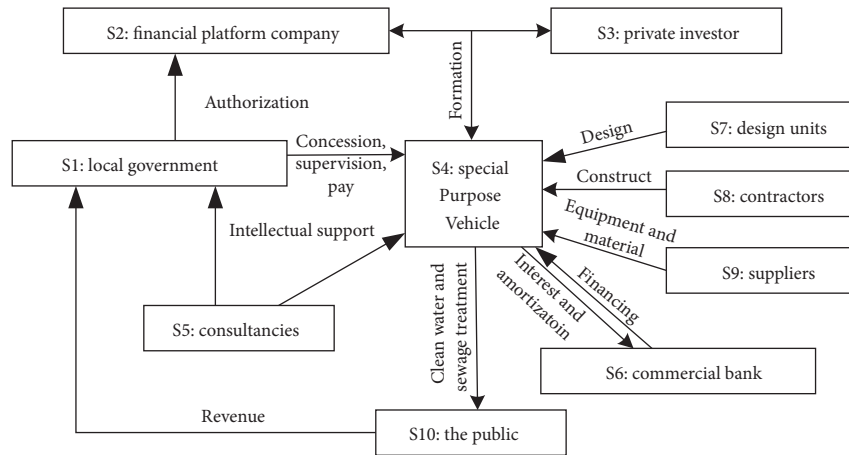 S2: financial platform company
S3: private investor
Authorization
Formation
S1: local government
Concession,
supervision,
pay
S4: special
Purpose
Vehicle
Design
S7: design units
Construct
S8: contractors
Equipment and
material
S9: suppliers
Intellectual support
S5: consultancies
Clean water and
sewage treatment
Interest and
amortizatoin
Financing
S6: commercial bank
Revenue
S10: the public